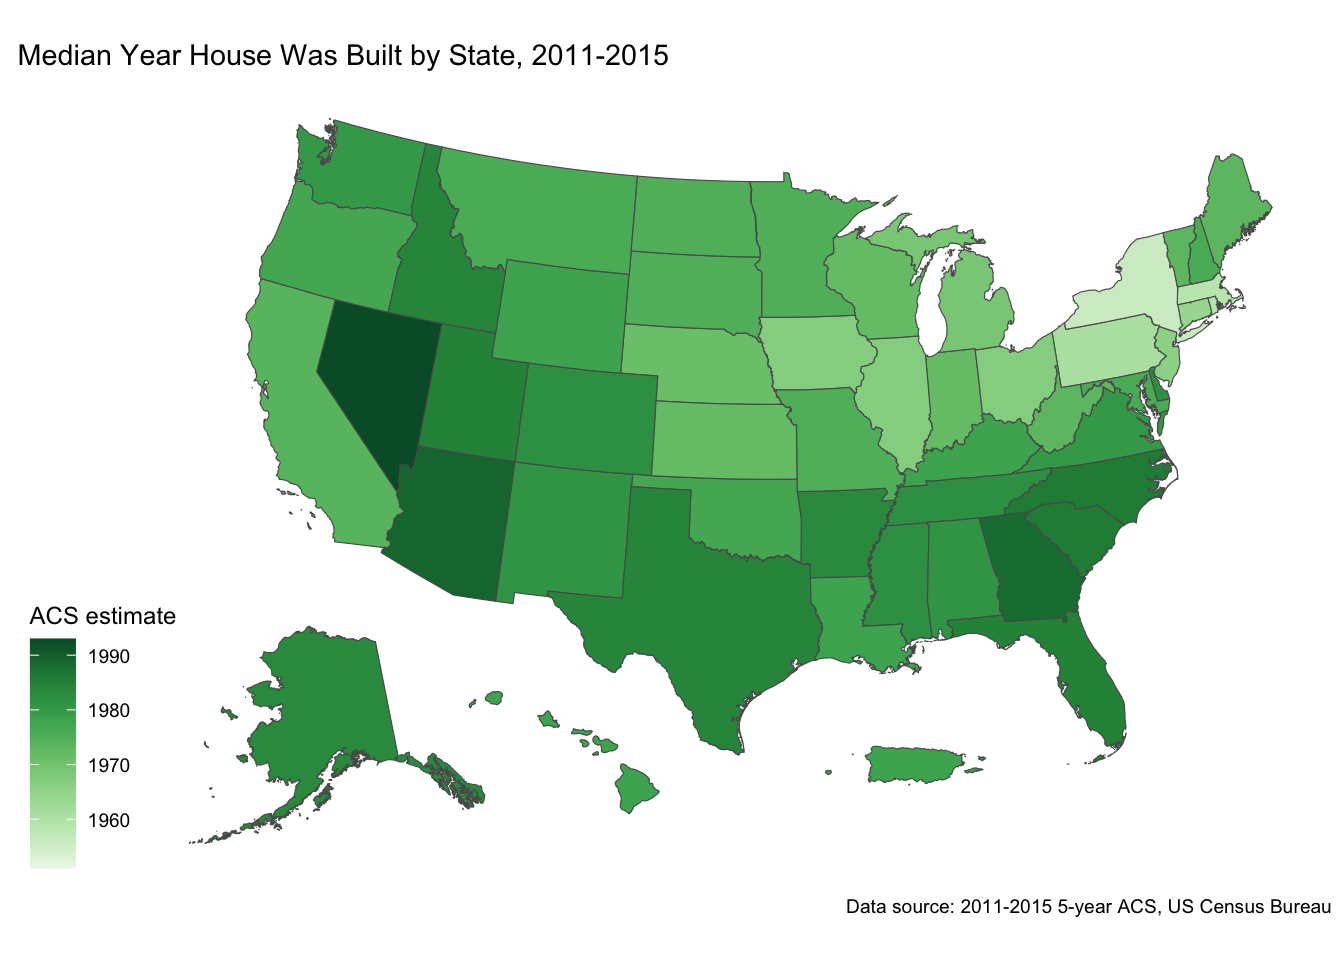 Median Year House Was Built by State, 2011-2015
ACS estimate
1990
1980
1970
1960
Data source: 2011-2015 5-year ACS, US Census Bureau